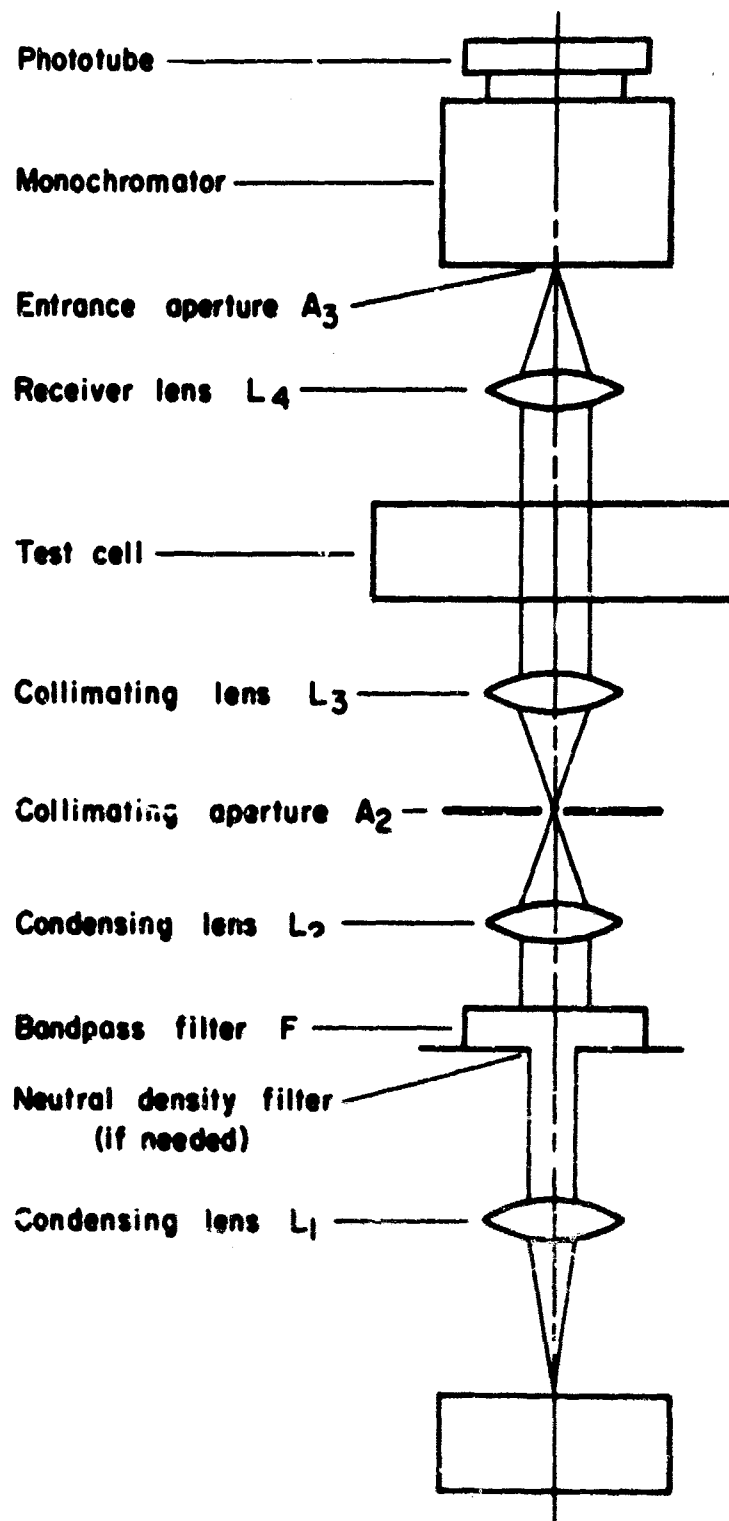 Phototube
Monochromator
Entrance aperture A3
Receiver lens L4
Test cell
Collimating lens L3
Collimating aperture A2
Condensing lens L2
Bandpass filter F
Neutral density filter
(if needed)
Condensing lens L1